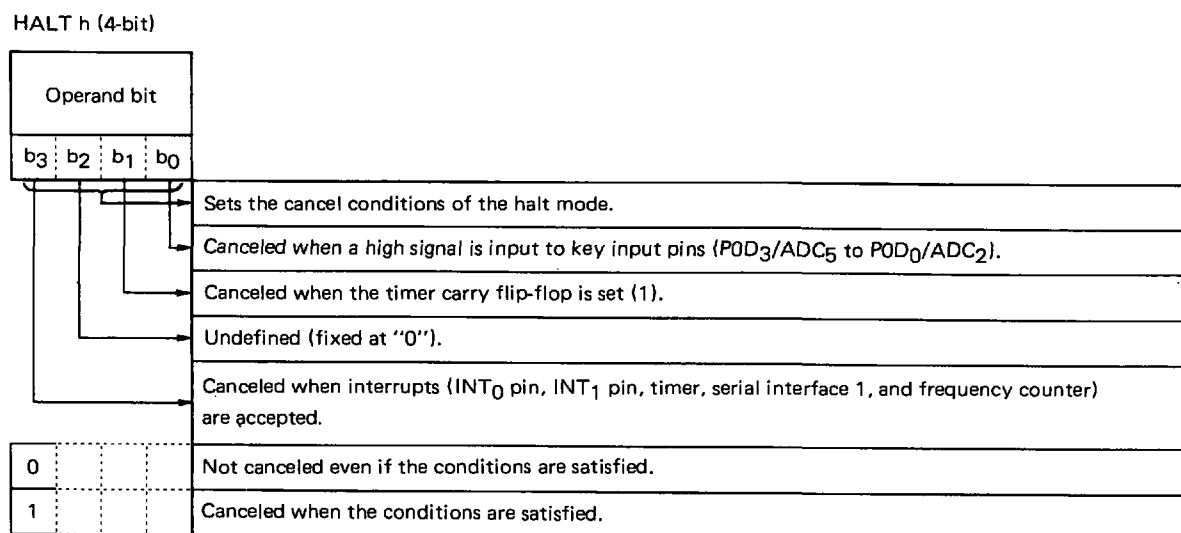 HALT h (4-bit)
Operand bit
b3 b2 b1 b0
Sets the cancel conditions of the halt mode.
Canceled when a high signal is input to key input pins (P0D3/ADC5 to P0D0/ADC2).
Canceled when the timer carry flip-flop is set (1).
Undefined (fixed at "0").
Canceled when interrupts (INT0 pin, INT1 pin, timer, serial interface 1, and frequency counter)
are accepted.
0 Not canceled even if the conditions are satisfied.
1 Canceled when the conditions are satisfied.